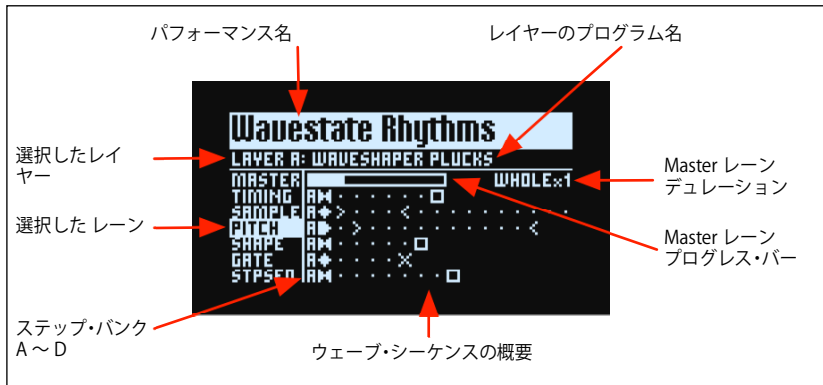 パフォーマンス名
レイヤーのプログラム名
Wavestate Rhythms
LAYER A: WAVESHAPER PLUCKS
選択したレイ
ヤー
MASTER
WHOLEx1
Master レーン
デュレーション
TIMING A
SAMPLE A
選択した レーン
PITCH A
SHAPE A
Master レーン
プログレス・バー
GATE A
STPSEQ A
ステップ・バンク
A ～ D
ウェーブ・シーケンスの概要